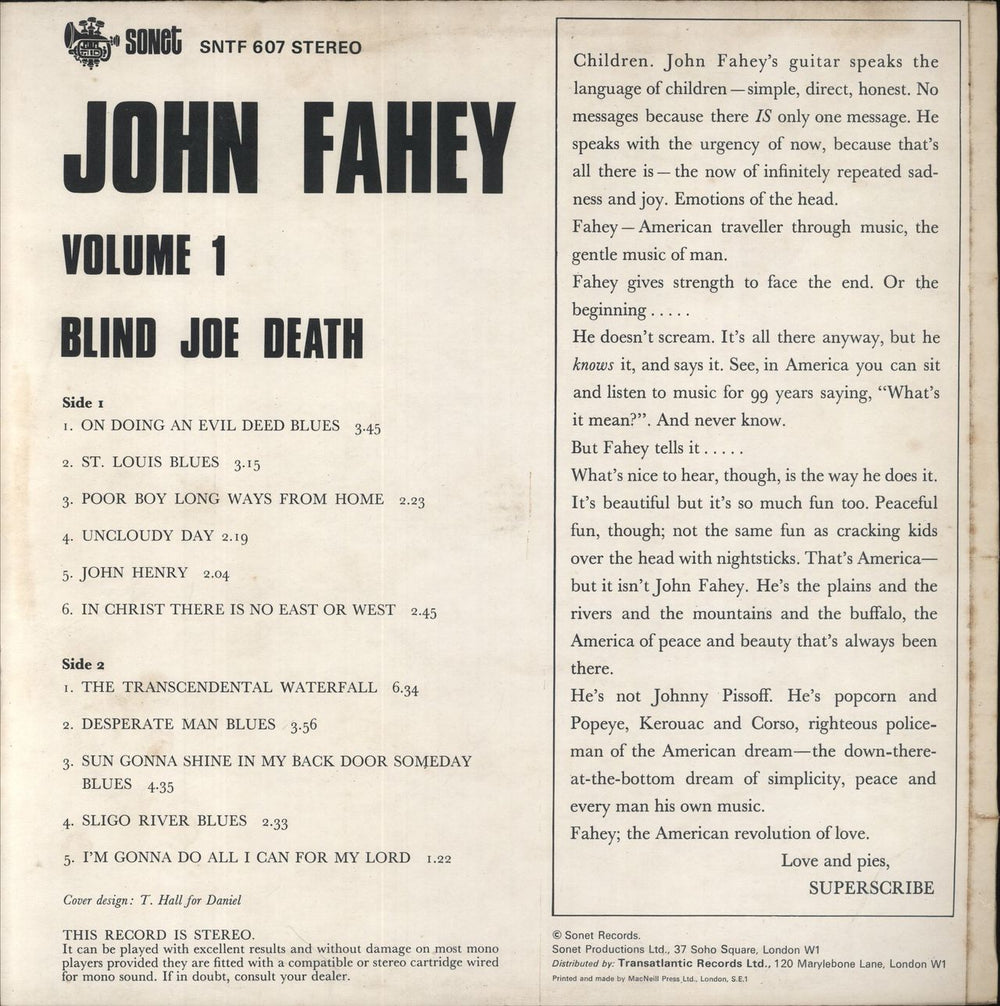 sonet SNTF 607 STEREO
JOHN FAHEY
VOLUME 1
BLIND JOE DEATH
Side 1
1. ON DOING AN EVIL DEED BLUES 3.45
2. ST. LOUIS BLUES 3.15
3. POOR BOY LONG WAYS FROM HOME 2.23
4. UNCLOUDY DAY 2.19
5. JOHN HENRY 2.04
6. IN CHRIST THERE IS NO EAST OR WEST 2.45
Side 2
1. THE TRANSCENDENTAL WATERFALL 6.34
2. DESPERATE MAN BLUES 3.56
3. SUN GONNA SHINE IN MY BACK DOOR SOMEDAY
BLUES 4.35
4. SLIGO RIVER BLUES 2.33
5. I'M GONNA DO ALL I CAN FOR MY LORD 1.22
Cover design: T. Hall for Daniel
THIS RECORD IS STEREO.
It can be played with excellent results and without damage on most mono
players provided they are fitted with a compatible or stereo cartridge wired
for mono sound. If in doubt, consult your dealer.
Children. John Fahey's guitar speaks the
language of children—simple, direct, honest. No
messages because there IS only one message. He
speaks with the urgency of now, because that's
all there is—the now of infinitely repeated sad-
ness and joy. Emotions of the head.
Fahey—American traveller through music, the
gentle music of man.
Fahey gives strength to face the end. Or the
beginning . . . . .
He doesn't scream. It's all there anyway, but he
knows it, and says it. See, in America you can sit
and listen to music for 99 years saying, "What's
it mean?". And never know.
But Fahey tells it . . . . .
What's nice to hear, though, is the way he does it.
It's beautiful but it's so much fun too. Peaceful
fun, though; not the same fun as cracking kids
over the head with nightsticks. That's America—
but it isn't John Fahey. He's the plains and the
rivers and the mountains and the buffalo, the
America of peace and beauty that's always been
there.
He's not Johnny Pissoff. He's popcorn and
Popeye, Kerouac and Corso, righteous police-
man of the American dream—the down-there-
at-the-bottom dream of simplicity, peace and
every man his own music.
Fahey; the American revolution of love.
Love and pies,
SUPERSCRIBE
© Sonet Records.
Sonet Productions Ltd., 37 Soho Square, London W1
Distributed by: Transatlantic Records Ltd., 120 Marylebone Lane, London W1
Printed and made by MacNeill Press Ltd., London, S.E.1